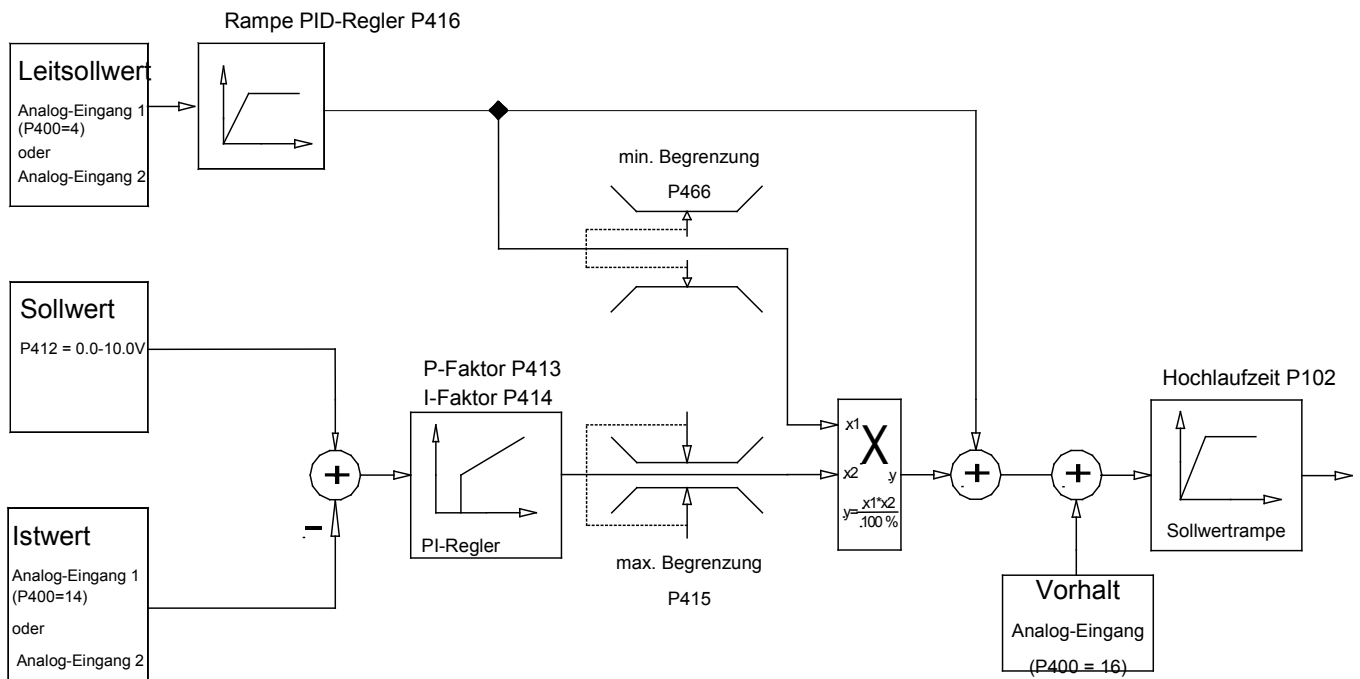 Rampe PID-Regler P416
Leitsollwert
Analog-Eingang 1
(P400=4)
oder
Analog-Eingang 2
min. Begrenzung
P466
Sollwert
P412 = 0.0-10.0V
P-Faktor P413
I-Faktor P414
PI-Regler
Istwert
Analog-Eingang 1
(P400=14)
oder
Analog-Eingang 2
max. Begrenzung
P415
x1
x2
X
y
y=x1*x2/100 %
Hochlaufzeit P102
Sollwertrampe
Vorhalt
Analog-Eingang
(P400 = 16)